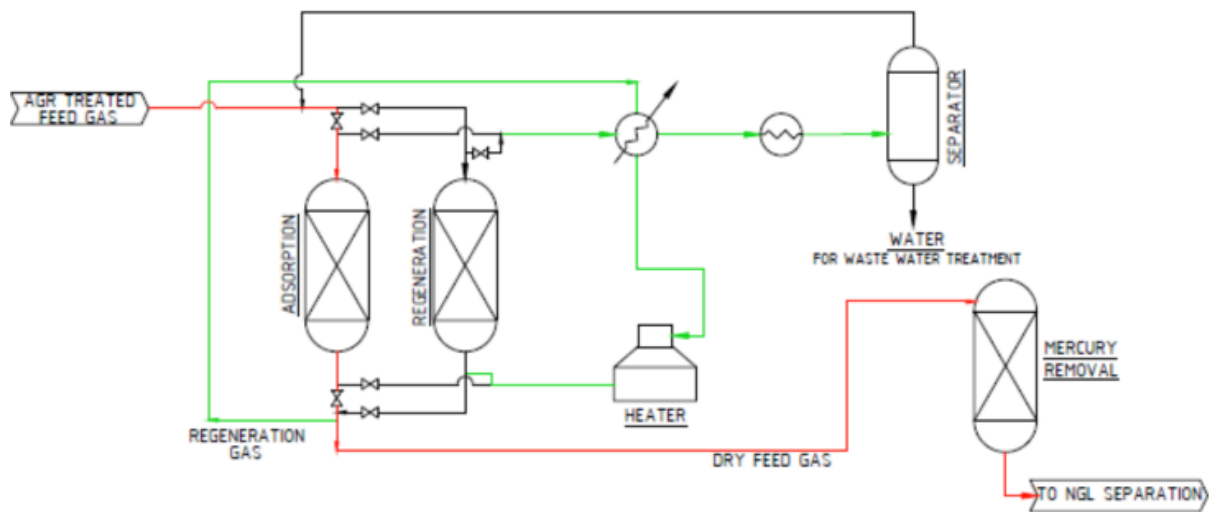 AGR TREATED
FEED GAS
ADSORPTION
REGENERATION
SEPARATOR
WATER
FOR WASTE WATER TREATMENT
MERCURY
REMOVAL
HEATER
REGENERATION
GAS
DRY FEED GAS
TO NGL SEPARATION